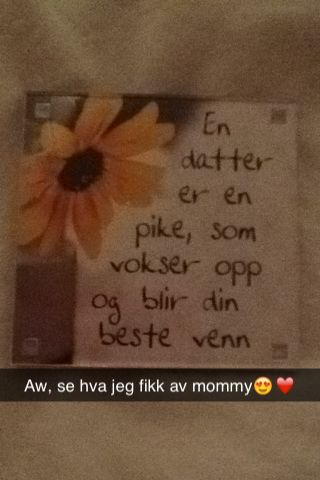 En
datter
er en
pike, som
vokser opp
og blir din
beste venn
Aw, se hva jeg fikk av mommy😍❤️